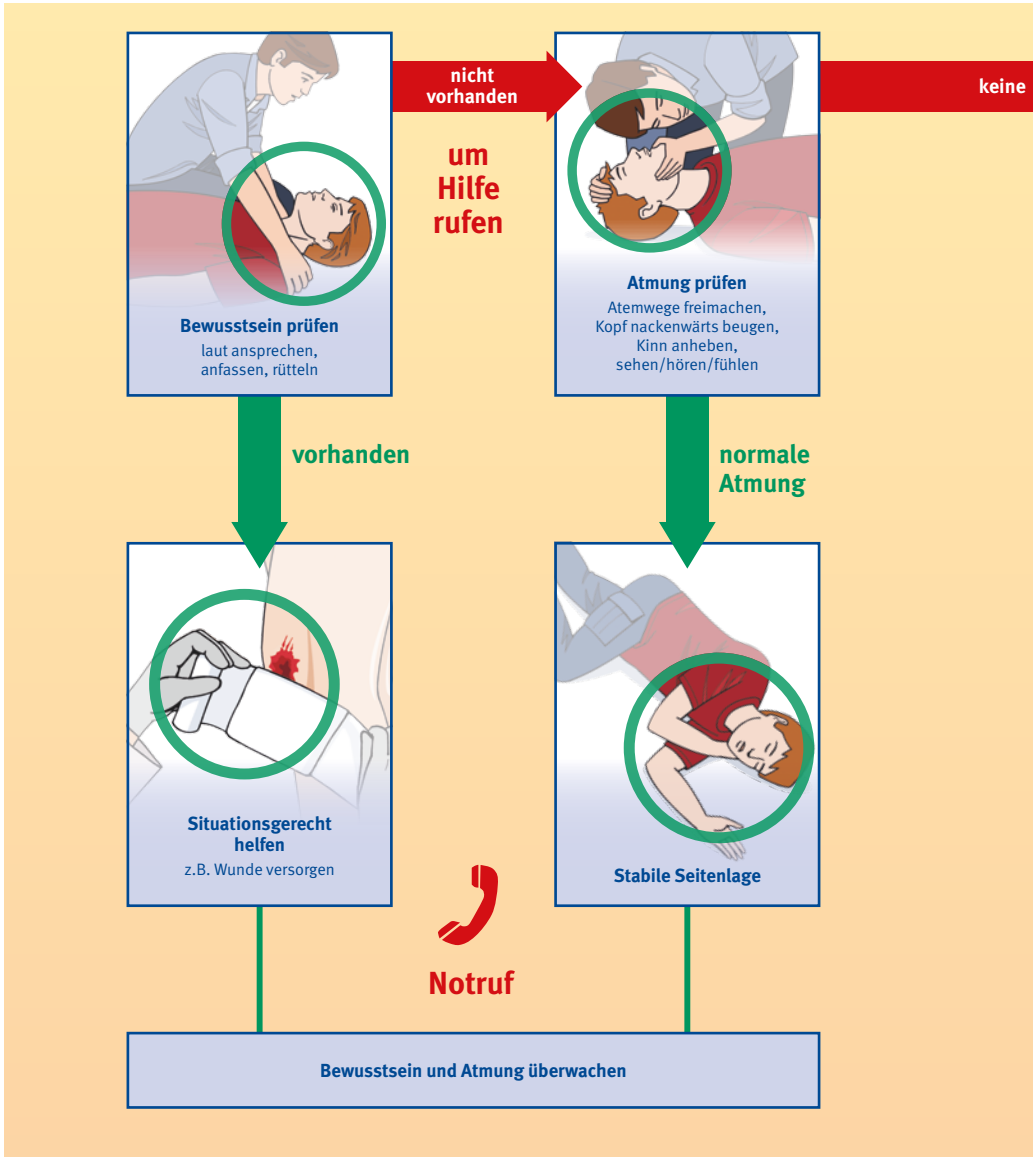 nicht
vorhanden
keine
um
Hilfe
rufen
Bewusstsein prüfen
laut ansprechen,
anfassen, rütteln
Atmung prüfen
Atemwege freimachen,
Kopf nackenwärts beugen,
Kinn anheben,
sehen/hören/fühlen
vorhanden
normale
Atmung
Situationsgerecht
helfen
z.B. Wunde versorgen
Stabile Seitenlage
Notruf
Bewusstsein und Atmung überwachen